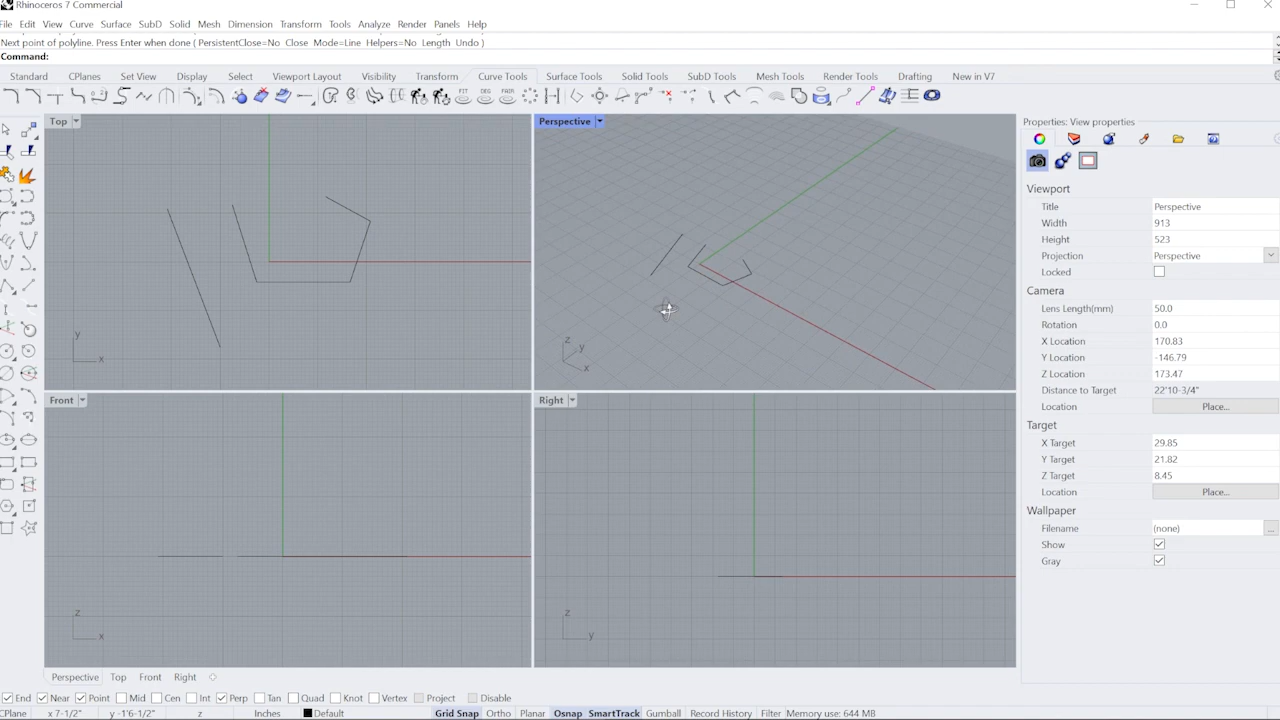 Rhinoceros 7 Commercial
File Edit View Curve Surface SubD Solid Mesh Dimension Transform Tools Analyze Render Panels Help
Next point of polyline. Press Enter when done ( PersistentClose=No Close Mode=Line Helpers=No Length Undo )
Command:
Standard CPlanes Set View Display Select Viewport Layout Visibility Transform Curve Tools Surface Tools Solid Tools SubD Tools Mesh Tools Render Tools Drafting New in V7
FIT DEG FAIR
Top
Perspective
Properties: View properties
Viewport
Title Perspective
Width 913
Height 523
Projection Perspective
Locked
Camera
Lens Length(mm) 50.0
Rotation 0.0
X Location 170.83
Y Location -146.79
Z Location 173.47
Distance to Target 22'10-3/4"
Location Place...
Target
X Target 29.85
Y Target 21.82
Z Target 8.45
Location Place...
Wallpaper
Filename (none) ...
Show
Gray
y
x
z
y
x
Front
Right
z
x
z
y
Perspective Top Front Right
End Near Point Mid Cen Int Perp Tan Quad Knot Vertex Project Disable
CPlane x 7-1/2" y -1'6-1/2" z Inches Default Grid Snap Ortho Planar Osnap SmartTrack Gumball Record History Filter Memory use: 644 MB